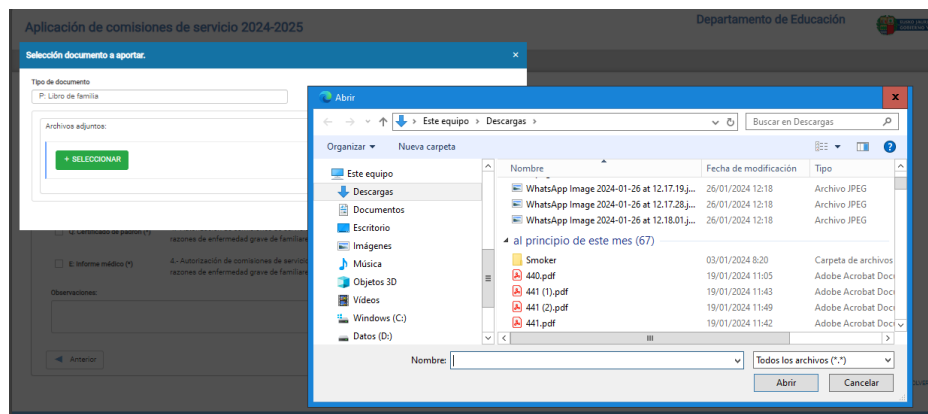 Aplicación de comisiones de servicio 2024-2025
Departamento de Educación
Selección documento a aportar.
×
Tipo de documento
P: Libro de familia
Archivos adjuntos:
+ SELECCIONAR
Q: Certificado de padrón (*)
razones de enfermedad grave de familiare
E: Informe médico (*)
4.- Autorización de comisiones de servicio
razones de enfermedad grave de familiare
Observaciones:
Anterior
Abrir
x
Este equipo > Descargas >
Buscar en Des
Organizar
Nueva carpeta
Este equipo
Descargas
Documentos
Escritorio
Imágenes
Música
Objetos 3D
Vídeos
Windows (C:)
Datos (D:)
Nombre
Fecha de modificación
Tipo
WhatsApp Image 2024-01-26 at 12.17.19.j... 26/01/2024 12:18 Archivo JPEG
WhatsApp Image 2024-01-26 at 12.17.28.j... 26/01/2024 12:18 Archivo JPEG
WhatsApp Image 2024-01-26 at 12.18.01.j... 26/01/2024 12:18 Archivo JPEG
al principio de este mes (67)
Smoker 03/01/2024 8:20 Carpeta de archivos
440.pdf 19/01/2024 11:05 Adobe Acrobat Docu
441 (1).pdf 19/01/2024 11:43 Adobe Acrobat Docu
441 (2).pdf 19/01/2024 11:49 Adobe Acrobat Docu
441.pdf 19/01/2024 11:42 Adobe Acrobat Docu
Nombre:
Todos los archivos (*.*)
Abrir
Cancelar